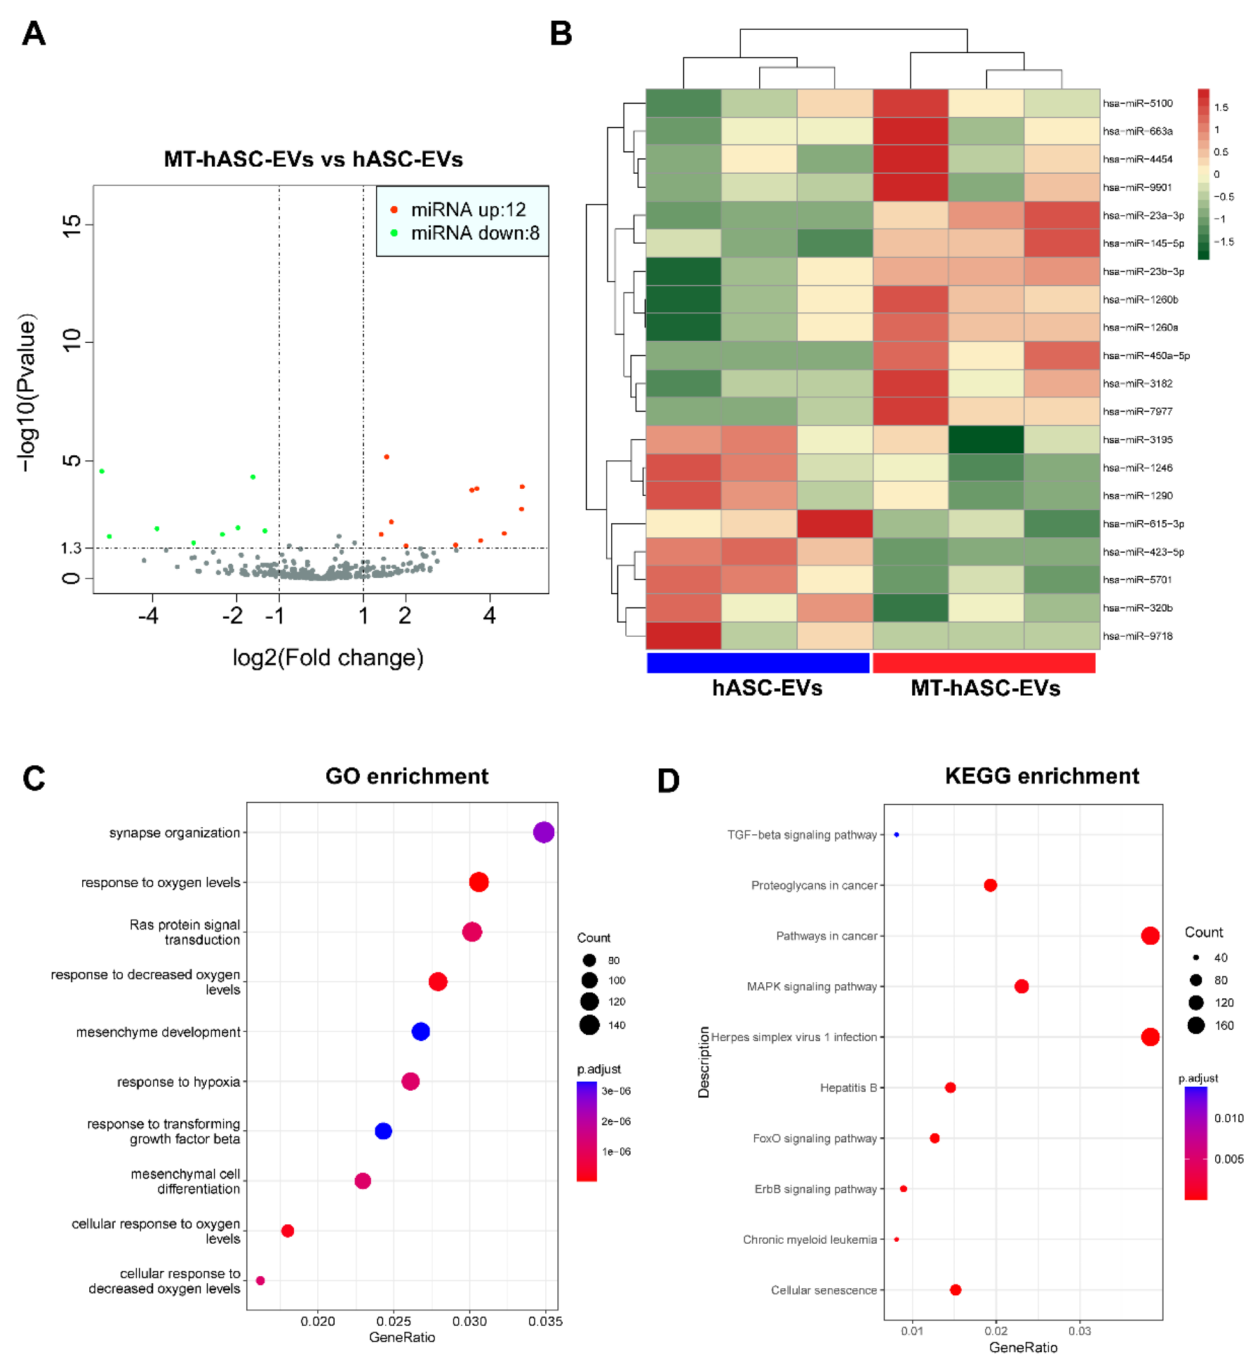 A
MT-hASC-EVs vs hASC-EVs
miRNA up:12
miRNA down:8
−log10(Pvalue)
15
10
5
1.3
0
-4
-2
-1
1
2
4
log2(Fold change)
B
hsa−miR−5100
hsa−miR−663a
hsa−miR−4454
hsa−miR−9901
hsa−miR−23a−3p
hsa−miR−145−5p
hsa−miR−23b−3p
hsa−miR−1260b
hsa−miR−1260a
hsa−miR−450a−5p
hsa−miR−3182
hsa−miR−7977
hsa−miR−3195
hsa−miR−1246
hsa−miR−1290
hsa−miR−615−3p
hsa−miR−423−5p
hsa−miR−5701
hsa−miR−320b
hsa−miR−9718
1.5
1
0.5
0
−0.5
−1
−1.5
hASC-EVs
MT-hASC-EVs
C
GO enrichment
synapse organization
response to oxygen levels
Ras protein signal
transduction
response to decreased oxygen
levels
mesenchyme development
response to hypoxia
response to transforming
growth factor beta
mesenchymal cell
differentiation
cellular response to oxygen
levels
cellular response to
decreased oxygen levels
0.020
0.025
0.030
0.035
GeneRatio
Count
80
100
120
140
p.adjust
3e−06
2e−06
1e−06
D
KEGG enrichment
Description
TGF−beta signaling pathway
Proteoglycans in cancer
Pathways in cancer
MAPK signaling pathway
Herpes simplex virus 1 infection
Hepatitis B
FoxO signaling pathway
ErbB signaling pathway
Chronic myeloid leukemia
Cellular senescence
0.01
0.02
0.03
GeneRatio
Count
40
80
120
160
p.adjust
0.010
0.005